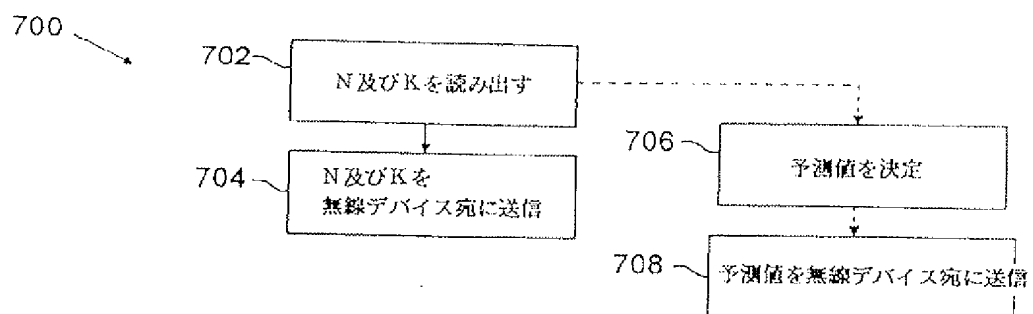 700
702
N及びKを読み出す
704
N及びKを
無線デバイス宛に送信
706
予測値を決定
708
予測値を無線デバイス宛に送信